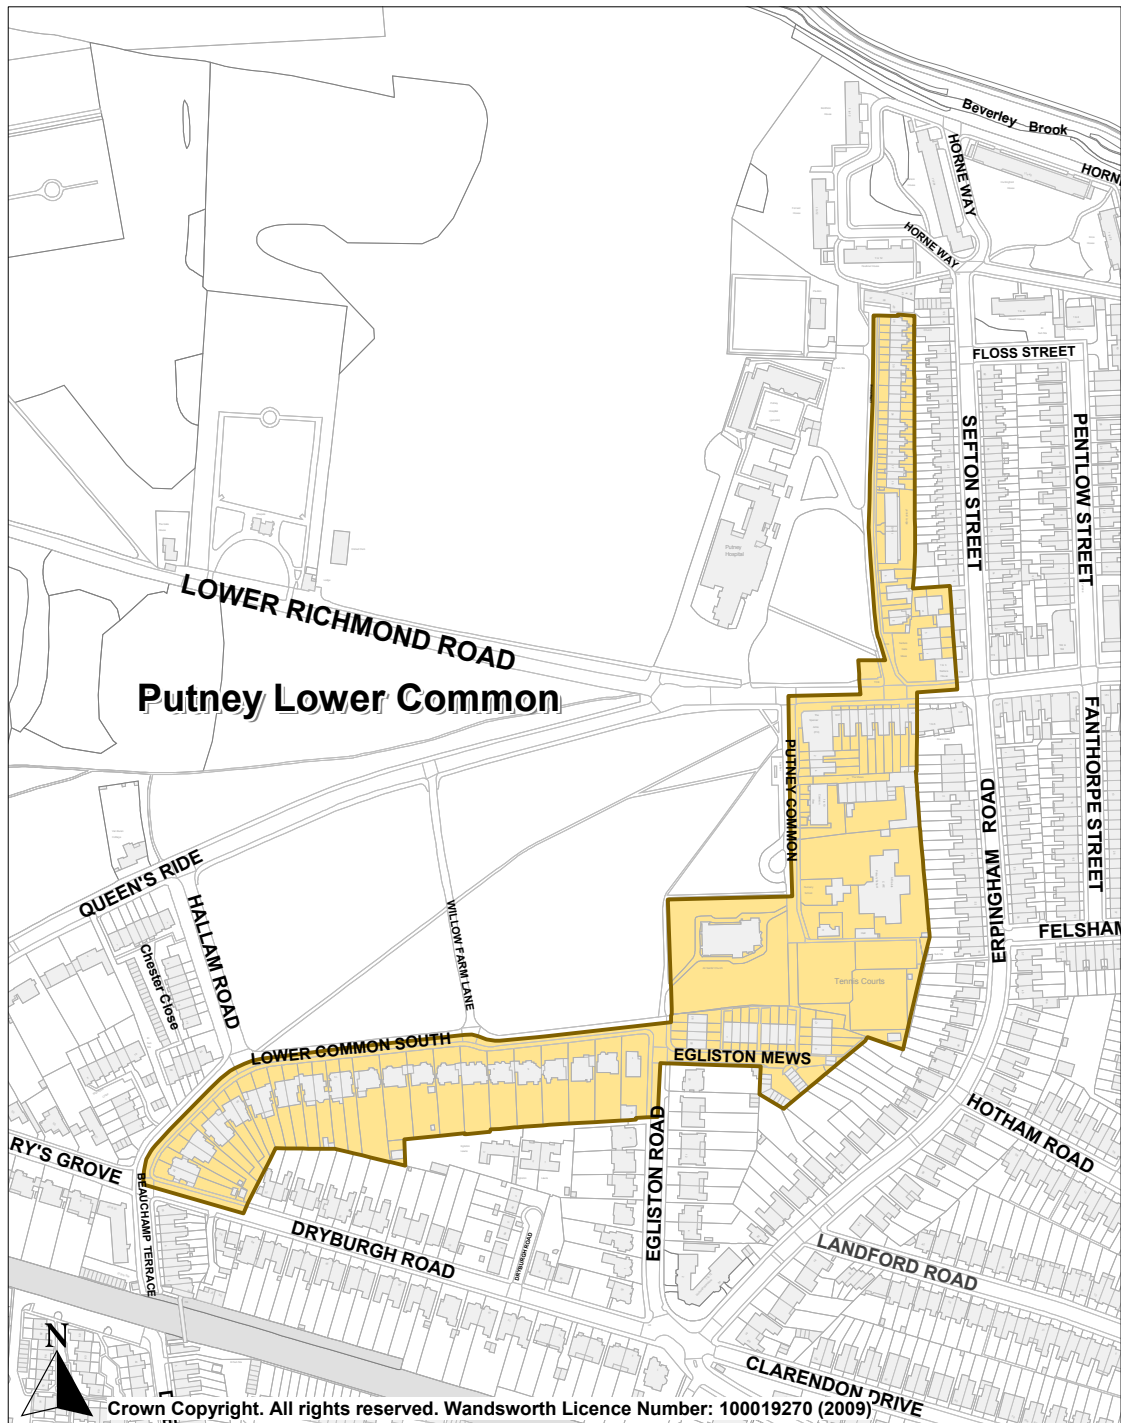 Beverley Brook
HORNE WAY
HORNE
HORNE WAY
FLOSS STREET
SEFTON STREET
PENTLOW STREET
Putney
Hospital
LOWER RICHMOND ROAD
Putney Lower Common
PUTNEY COMMON
FANTHORPE STREET
ERPINGHAM ROAD
QUEEN'S RIDE
HALLAM ROAD
WILLOW FARM LANE
FELSHAM
Chester Close
Tennis Courts
LOWER COMMON SOUTH
EGLISTON MEWS
HOTHAM ROAD
RY'S GROVE
BEAUCHAMP TERRACE
EGLISTON ROAD
DRYBURGH ROAD
DRYBURGH ROAD
LANDFORD ROAD
CLARENDON DRIVE
N
Crown Copyright. All rights reserved. Wandsworth Licence Number: 100019270 (2009)